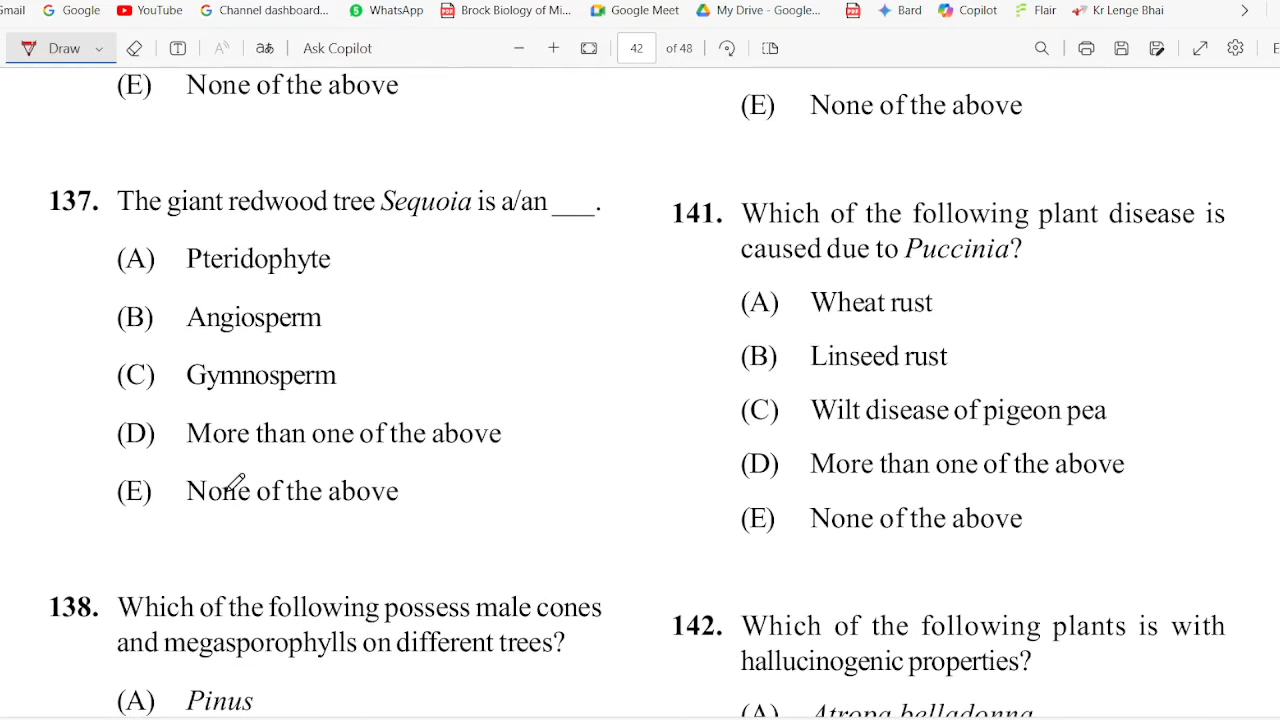 Gmail Google YouTube Channel dashboard... WhatsApp Brock Biology of Mi... Google Meet My Drive - Google... Bard Copilot Flair Kr Lenge Bhai
Draw Ask Copilot 42 of 48
(E) None of the above
137. The giant redwood tree Sequoia is a/an ___.
(A) Pteridophyte
(B) Angiosperm
(C) Gymnosperm
(D) More than one of the above
(E) None of the above
138. Which of the following possess male cones
and megasporophylls on different trees?
(A) Pinus
(E) None of the above
141. Which of the following plant disease is
caused due to Puccinia?
(A) Wheat rust
(B) Linseed rust
(C) Wilt disease of pigeon pea
(D) More than one of the above
(E) None of the above
142. Which of the following plants is with
hallucinogenic properties?
(A) Atropa belladonna